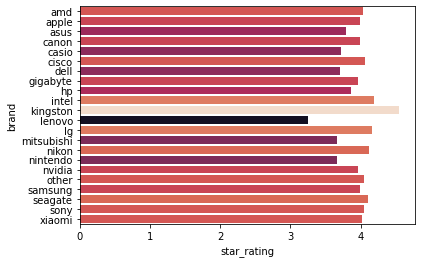 amd
apple
asus
canon
casio
cisco
dell
gigabyte
hp
intel
kingston
lenovo
lg
mitsubishi
nikon
nintendo
nvidia
other
samsung
seagate
sony
xiaomi
brand
0 1 2 3 4
star_rating